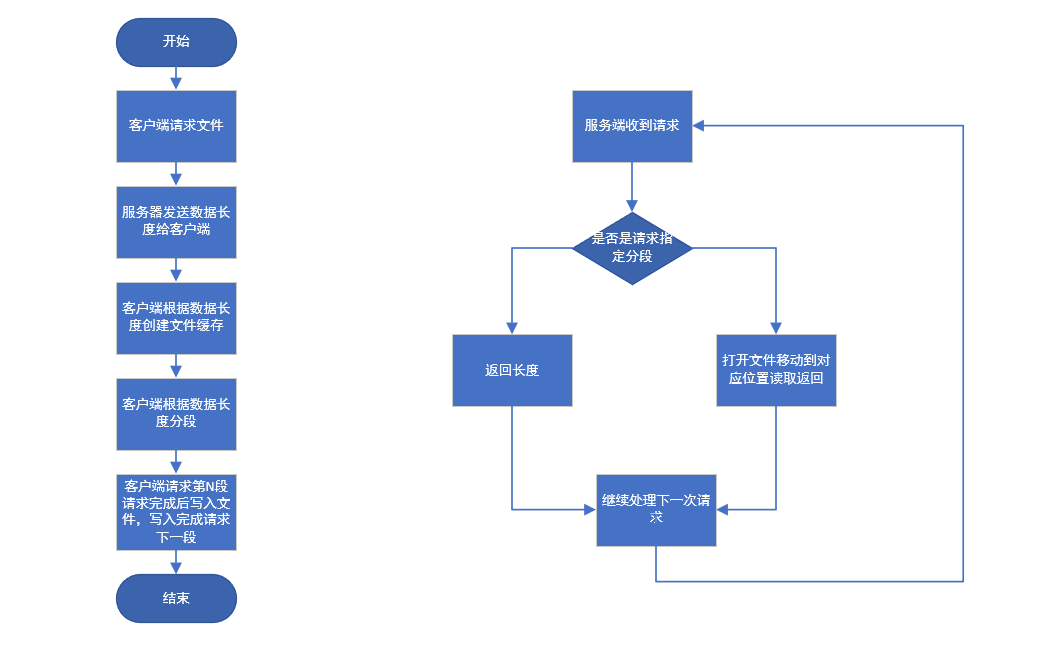 开始
客户端请求文件
服务器发送数据长
度给客户端
客户端根据数据长
度创建文件缓存
客户端根据数据长
度分段
客户端请求第N段
请求完成后写入文
件，写入完成请求
下一段
结束
服务端收到请求
是否是请求指
定分段
返回长度
打开文件移动到对
应位置读取返回
继续处理下一次请
求